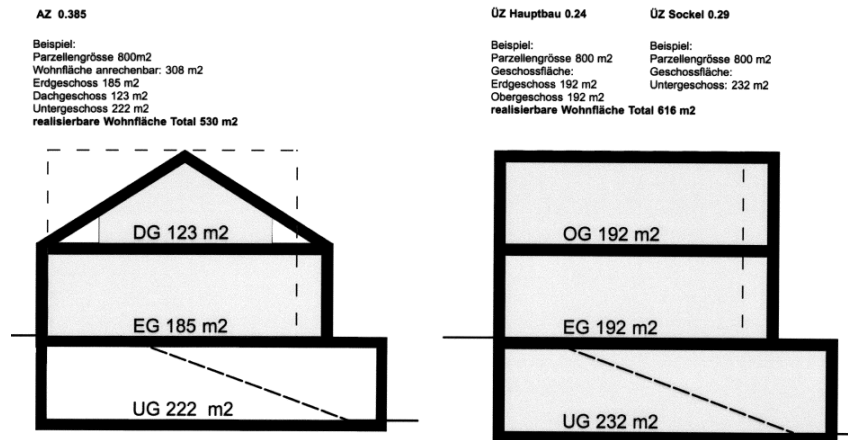 AZ 0.385
Beispiel:
Parzellengrösse 800m2
Wohnfläche anrechenbar: 308 m2
Erdgeschoss 185 m2
Dachgeschoss 123 m2
Untergeschoss 222 m2
realisierbare Wohnfläche Total 530 m2
DG 123 m2
EG 185 m2
UG 222 m2
ÜZ Hauptbau 0.24
Beispiel:
Parzellengrösse 800 m2
Geschossfläche:
Erdgeschoss 192 m2
Obergeschoss 192 m2
realisierbare Wohnfläche Total 616 m2
ÜZ Sockel 0.29
Beispiel:
Parzellengrösse 800 m2
Geschossfläche:
Untergeschoss: 232 m2
OG 192 m2
EG 192 m2
UG 232 m2